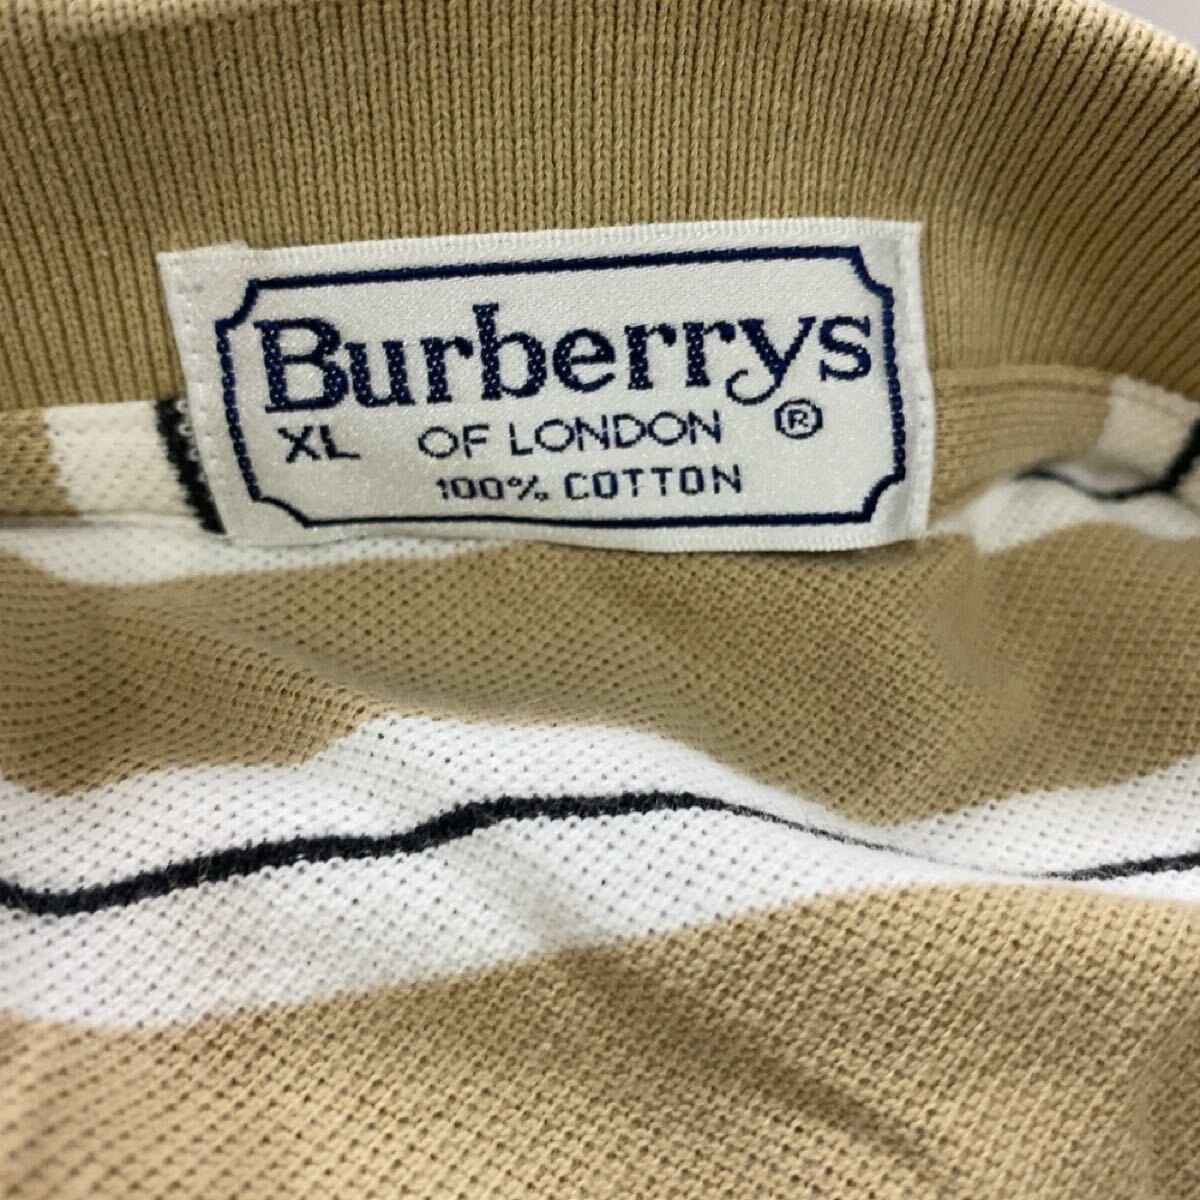 Burberrys
XL OF LONDON ®
100% COTTON